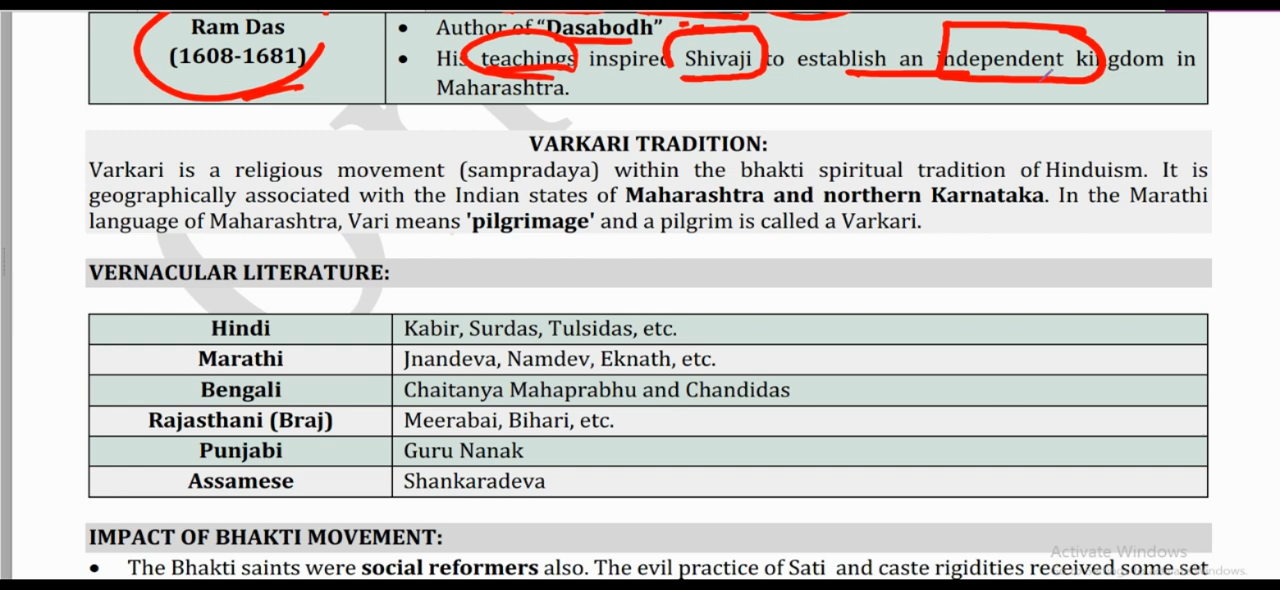 Ram Das
(1608-1681)
• Author of “Dasabodh”
• His teachings inspired Shivaji to establish an independent kingdom in
Maharashtra.
VARKARI TRADITION:
Varkari is a religious movement (sampradaya) within the bhakti spiritual tradition of Hinduism. It is
geographically associated with the Indian states of Maharashtra and northern Karnataka. In the Marathi
language of Maharashtra, Vari means 'pilgrimage' and a pilgrim is called a Varkari.
VERNACULAR LITERATURE:
Hindi Kabir, Surdas, Tulsidas, etc.
Marathi Jnandeva, Namdev, Eknath, etc.
Bengali Chaitanya Mahaprabhu and Chandidas
Rajasthani (Braj) Meerabai, Bihari, etc.
Punjabi Guru Nanak
Assamese Shankaradeva
IMPACT OF BHAKTI MOVEMENT:
Activate Windows
• The Bhakti saints were social reformers also. The evil practice of Sati and caste rigidities received some set